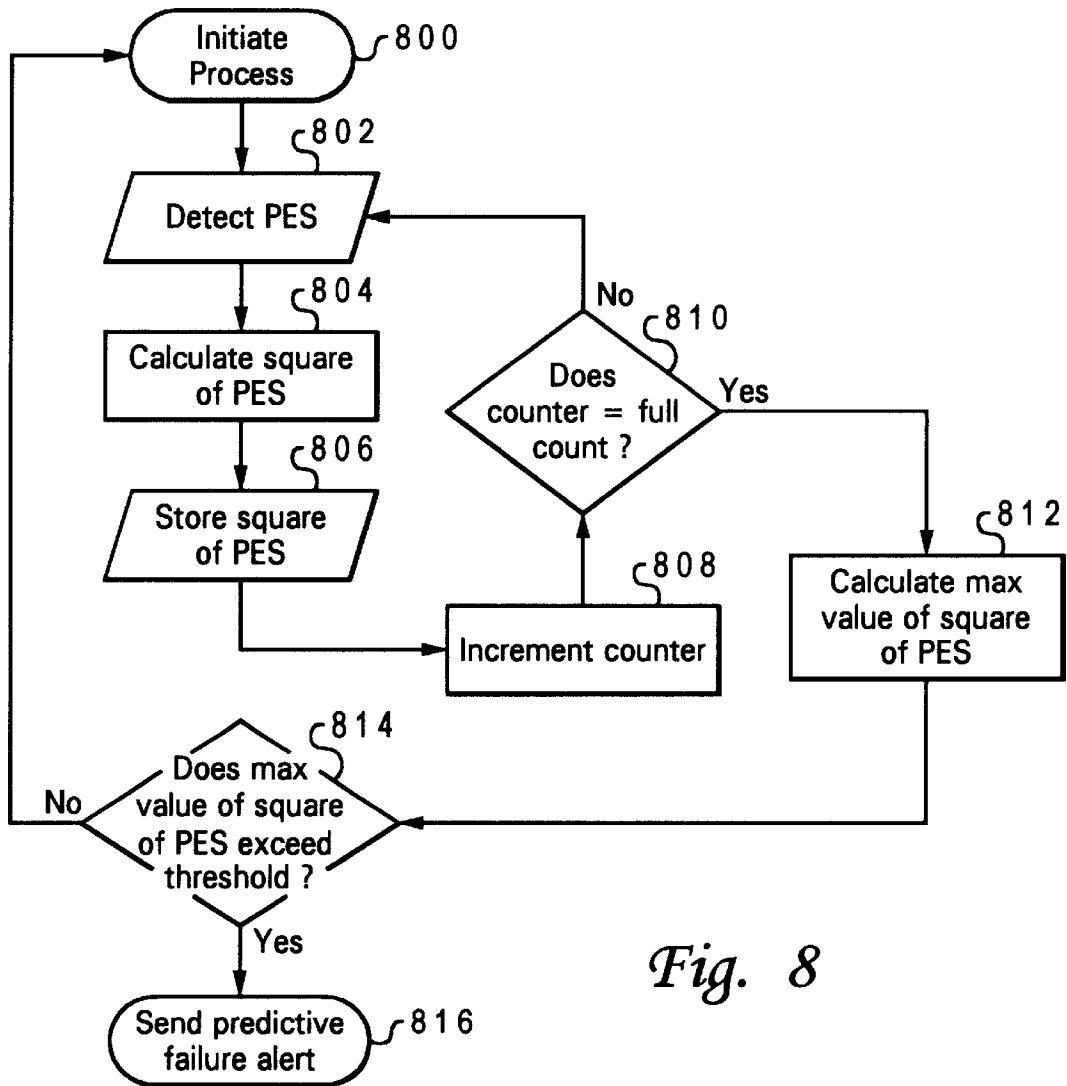 Initiate
Process
800
802
Detect PES
804
Calculate square
of PES
806
Store square
of PES
808
Increment counter
810
Does
counter = full
count ?
No
Yes
812
Calculate max
value of square
of PES
814
Does max
value of square
of PES exceed
threshold ?
No
Yes
Send predictive
failure alert
816
Fig. 8